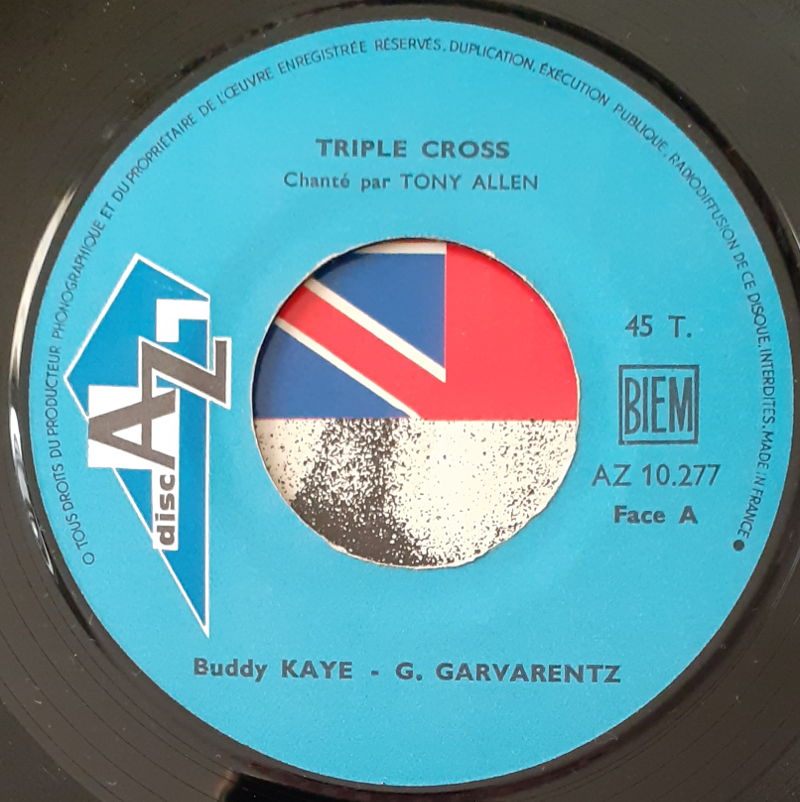 O TOUS DROITS DU PRODUCTEUR PHONOGRAPHIQUE ET DU PROPRIÉTAIRE DE L'ŒUVRE ENREGISTRÉE RÉSERVÉS. DUPLICATION, ÉXÉCUTION PUBLIQUE, RADIODIFFUSION DE CE DISQUE, INTERDITES. MADE IN FRANCE ●
TRIPLE CROSS
Chanté par TONY ALLEN
disc AZ
45 T.
BIEM
AZ 10.277
Face A
Buddy KAYE - G. GARVARENTZ